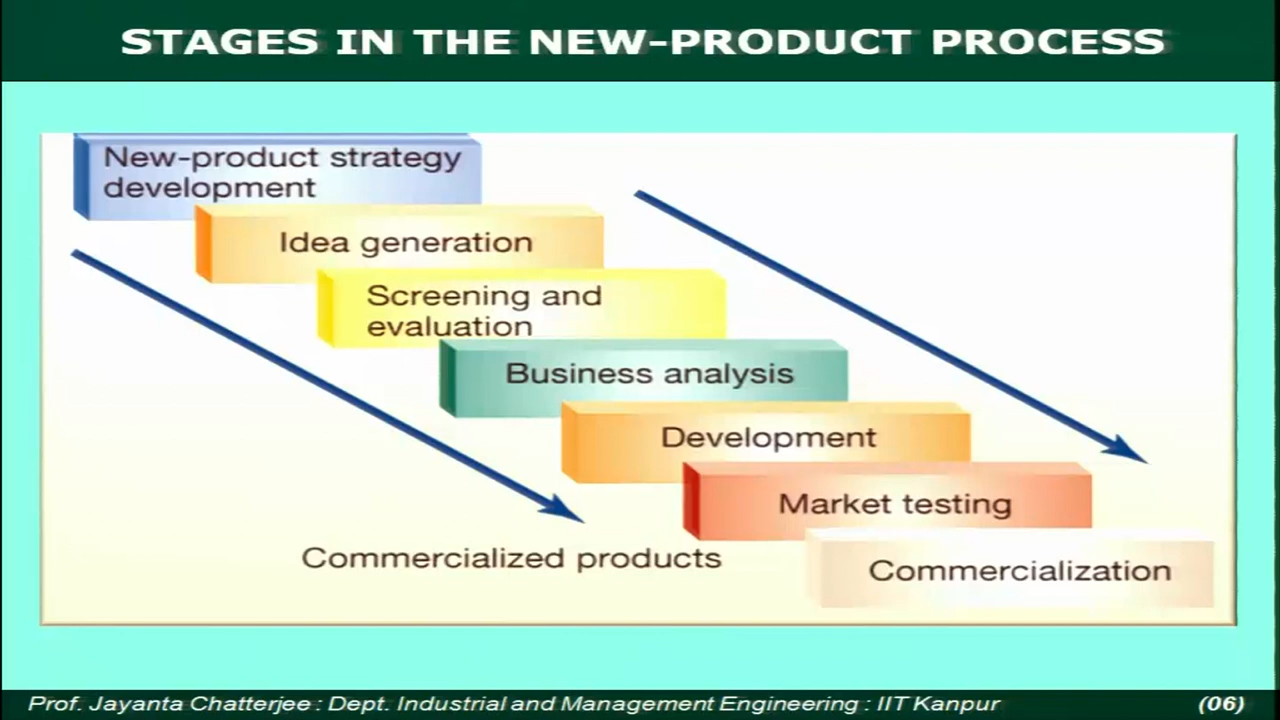 STAGES IN THE NEW-PRODUCT PROCESS
New-product strategy
development
Idea generation
Screening and
evaluation
Business analysis
Development
Market testing
Commercialized products
Commercialization
Prof. Jayanta Chatterjee : Dept. Industrial and Management Engineering : IIT Kanpur (06)